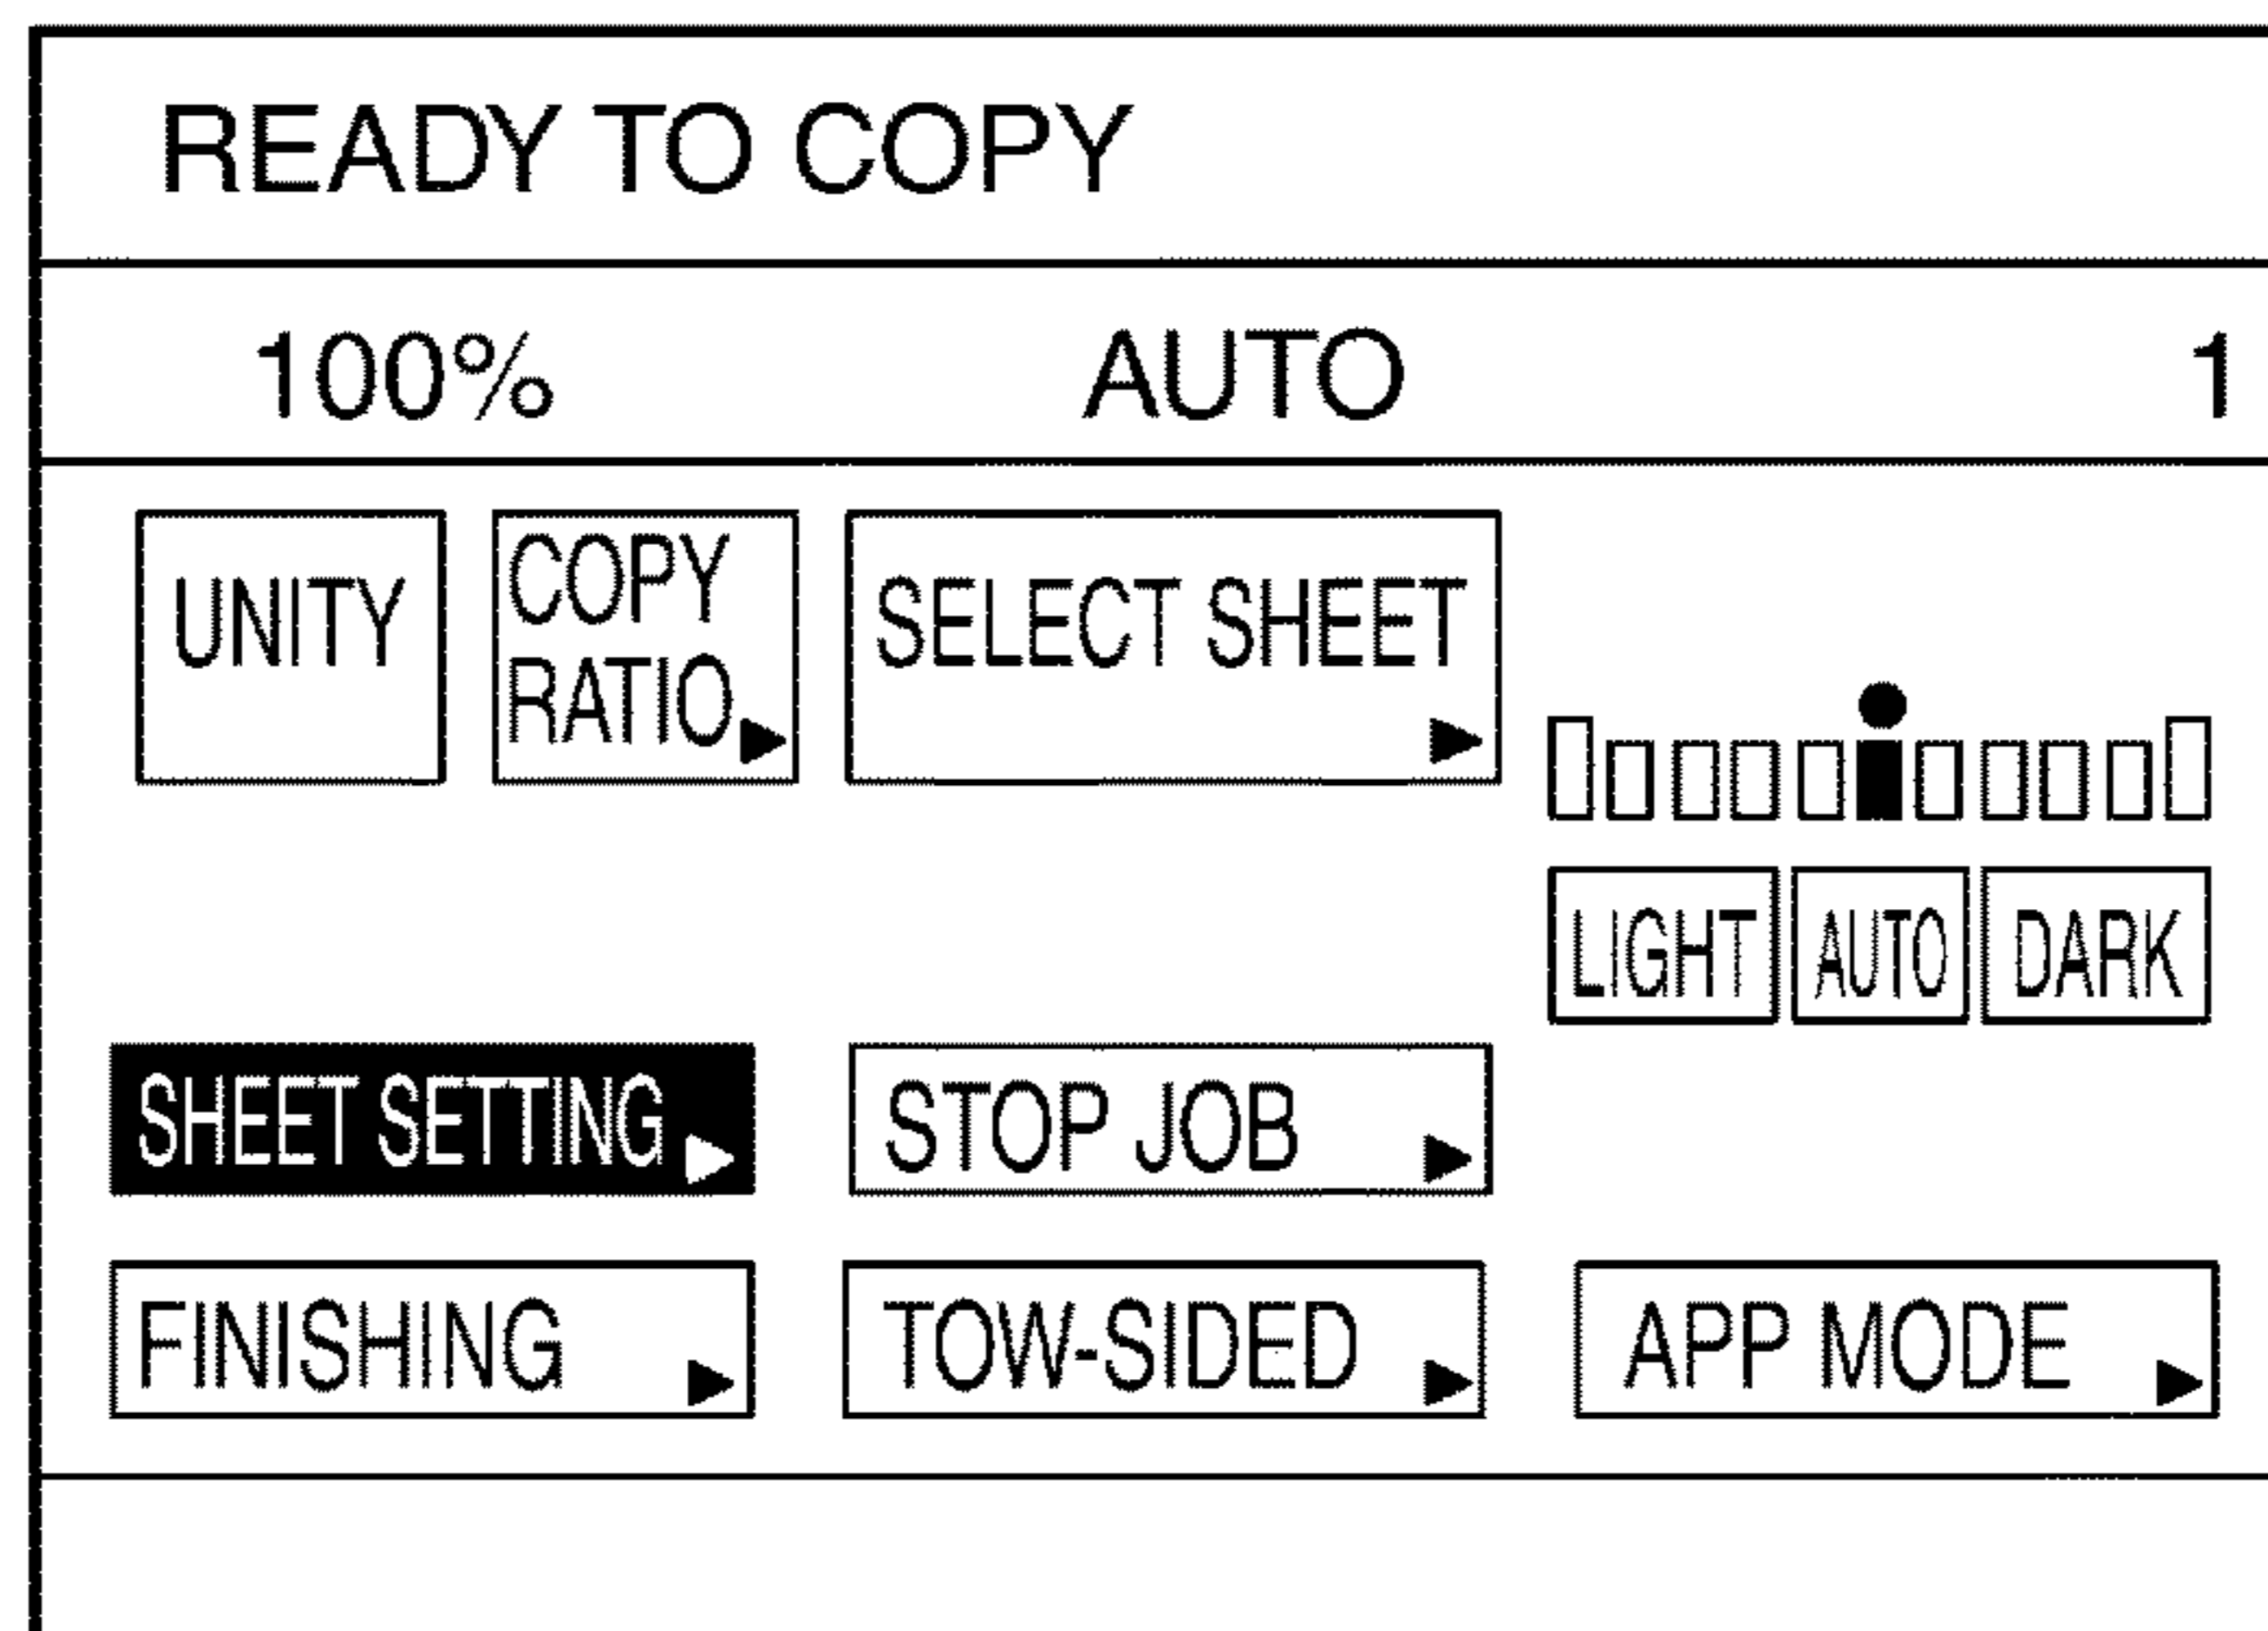 READY TO COPY
100% AUTO 1
UNITY
COPY
RATIO
SELECT SHEET
LIGHT AUTO DARK
SHEET SETTING
STOP JOB
FINISHING
TOW-SIDED
APP MODE